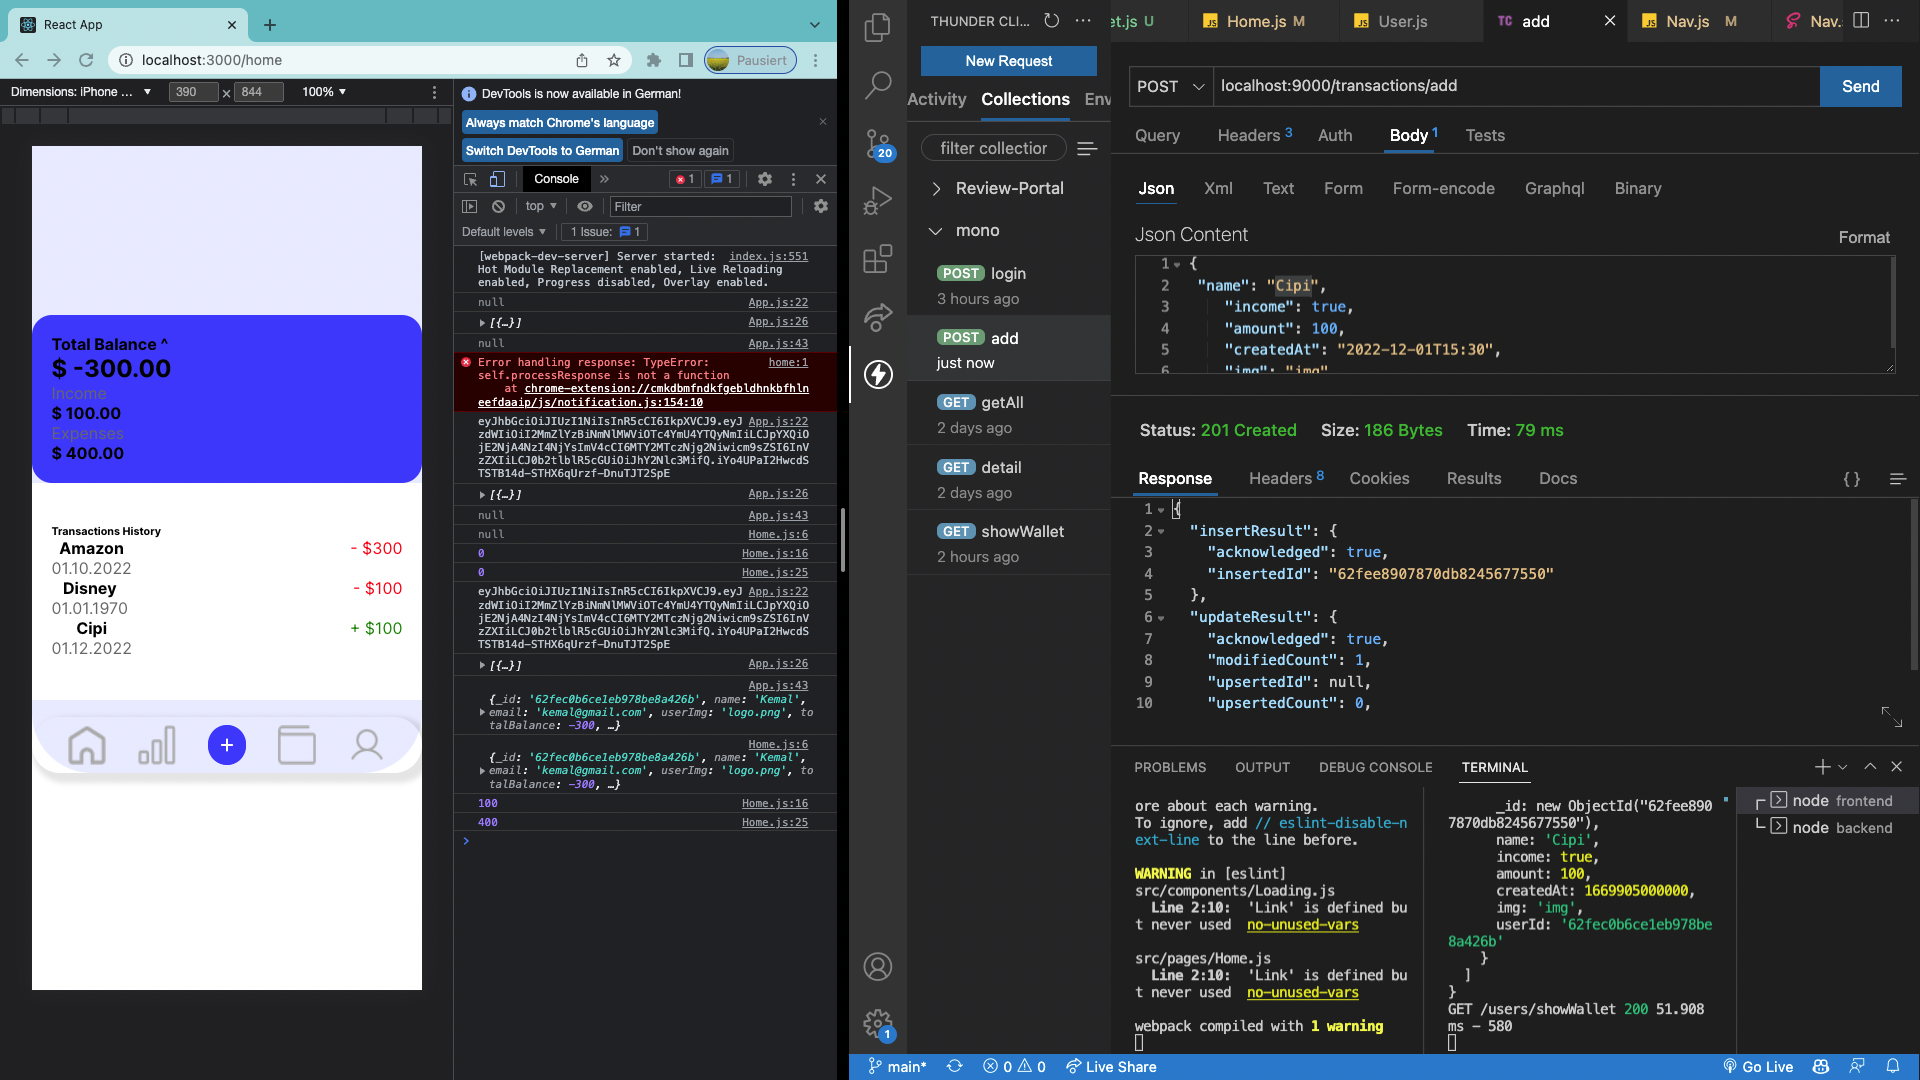 React App
localhost:3000/home
Pausiert
Dimensions: iPhone ...
390 x 844
100%
DevTools is now available in German!
Always match Chrome's language
Switch DevTools to German
Don't show again
Console
1
1
top
Filter
Default levels
1 Issue: 1
[webpack-dev-server] Server started: index.js:551
Hot Module Replacement enabled, Live Reloading
enabled, Progress disabled, Overlay enabled.
null App.js:22
[{…}] App.js:26
null App.js:43
Error handling response: TypeError: home:1
self.processResponse is not a function
at chrome-extension://cmkdbmfndkfgebldhnkbfhln
eefdaaip/js/notification.js:154:10
App.js:22
[{…}] App.js:26
null App.js:43
null Home.js:6
0 Home.js:16
0 Home.js:25
App.js:22
[{…}] App.js:26
App.js:43
{_id: '62fec0b6ce1eb978be8a426b', name: 'Kemal',
email: 'kemal@gmail.com', userImg: 'logo.png', to
talBalance: -300, …}
Home.js:6
{_id: '62fec0b6ce1eb978be8a426b', name: 'Kemal',
email: 'kemal@gmail.com', userImg: 'logo.png', to
talBalance: -300, …}
100 Home.js:16
400 Home.js:25
Total Balance ^
$ -300.00
Income
$ 100.00
Expenses
$ 400.00
Transactions History
Amazon - $300
01.10.2022
Disney - $100
01.01.1970
Cipi + $100
01.12.2022
+
THUNDER CLI...
New Request
Activity Collections Env
filter collectior
Review-Portal
mono
POST login
3 hours ago
POST add
just now
GET getAll
2 days ago
GET detail
2 days ago
GET showWallet
2 hours ago
20
1
et.js U
JS Home.js M
JS User.js
TC add
JS Nav.js M
Nav.
POST localhost:9000/transactions/add Send
Query Headers 3 Auth Body 1 Tests
Json Xml Text Form Form-encode Graphql Binary
Json Content
Format
1 {
2 "name": "Cipi",
3 "income": true,
4 "amount": 100,
5 "createdAt": "2022-12-01T15:30",
6 "img": "img"
Status: 201 Created Size: 186 Bytes Time: 79 ms
Response Headers 8 Cookies Results Docs
{ }
1 {
2 "insertResult": {
3 "acknowledged": true,
4 "insertedId": "62fee8907870db8245677550"
5 },
6 "updateResult": {
7 "acknowledged": true,
8 "modifiedCount": 1,
9 "upsertedId": null,
10 "upsertedCount": 0,
PROBLEMS OUTPUT DEBUG CONSOLE TERMINAL
ore about each warning.
To ignore, add // eslint-disable-n
ext-line to the line before.
WARNING in [eslint]
src/components/Loading.js
Line 2:10: 'Link' is defined bu
t never used no-unused-vars
src/pages/Home.js
Line 2:10: 'Link' is defined bu
t never used no-unused-vars
webpack compiled with 1 warning
_id: new ObjectId("62fee890
7870db8245677550"),
name: 'Cipi',
income: true,
amount: 100,
createdAt: 1669905000000,
img: 'img',
userId: '62fec0b6ce1eb978be
8a426b'
}
]
}
GET /users/showWallet 200 51.908
ms - 580
node frontend
node backend
main*
0 0
Live Share
Go Live